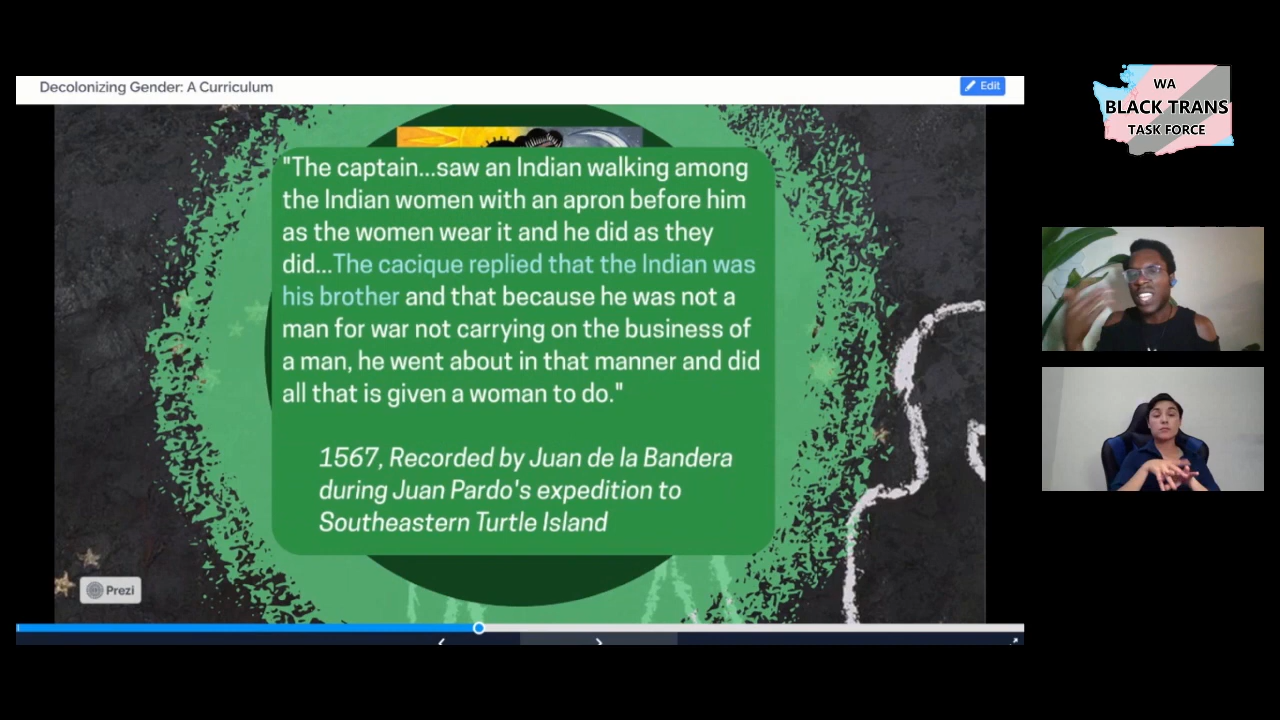 Decolonizing Gender: A Curriculum
Edit
WA
BLACK TRANS
TASK FORCE
"The captain...saw an Indian walking among
the Indian women with an apron before him
as the women wear it and he did as they
did...The cacique replied that the Indian was
his brother and that because he was not a
man for war not carrying on the business of
a man, he went about in that manner and did
all that is given a woman to do."
1567, Recorded by Juan de la Bandera
during Juan Pardo's expedition to
Southeastern Turtle Island
Prezi